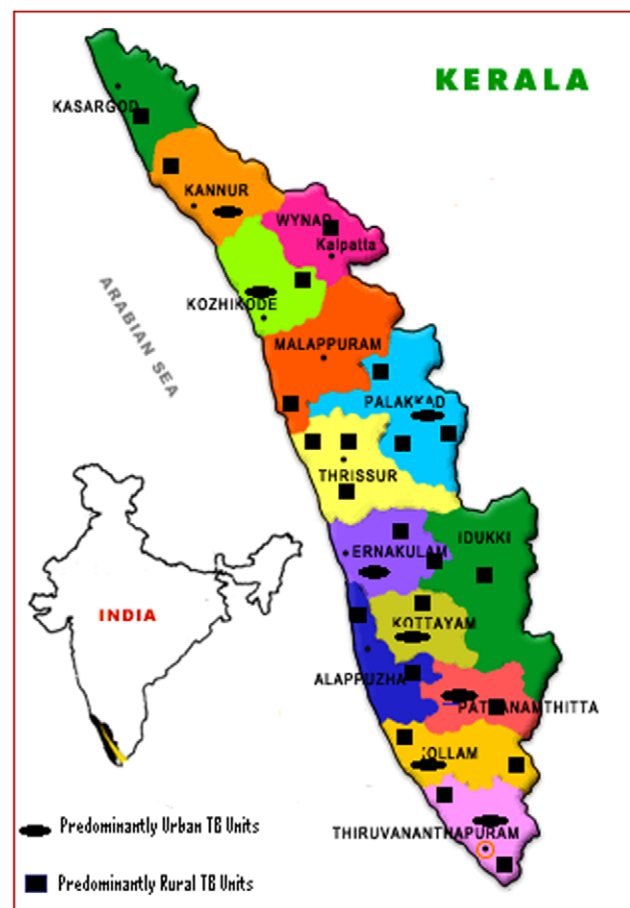 KERALA
KASARGOD
KANNUR
WYNAD
Kalpatta
KOZHIKODE
ARABIAN SEA
MALAPPURAM
PALAKKAD
THRISSUR
IDUKKI
ERNAKULAM
INDIA
KOTTAYAM
ALAPPUZHA
PATHANAMTHITTA
KOLLAM
Predominantly Urban TB Units
THIRUVANANTHAPURAM
Predominantly Rural TB Units